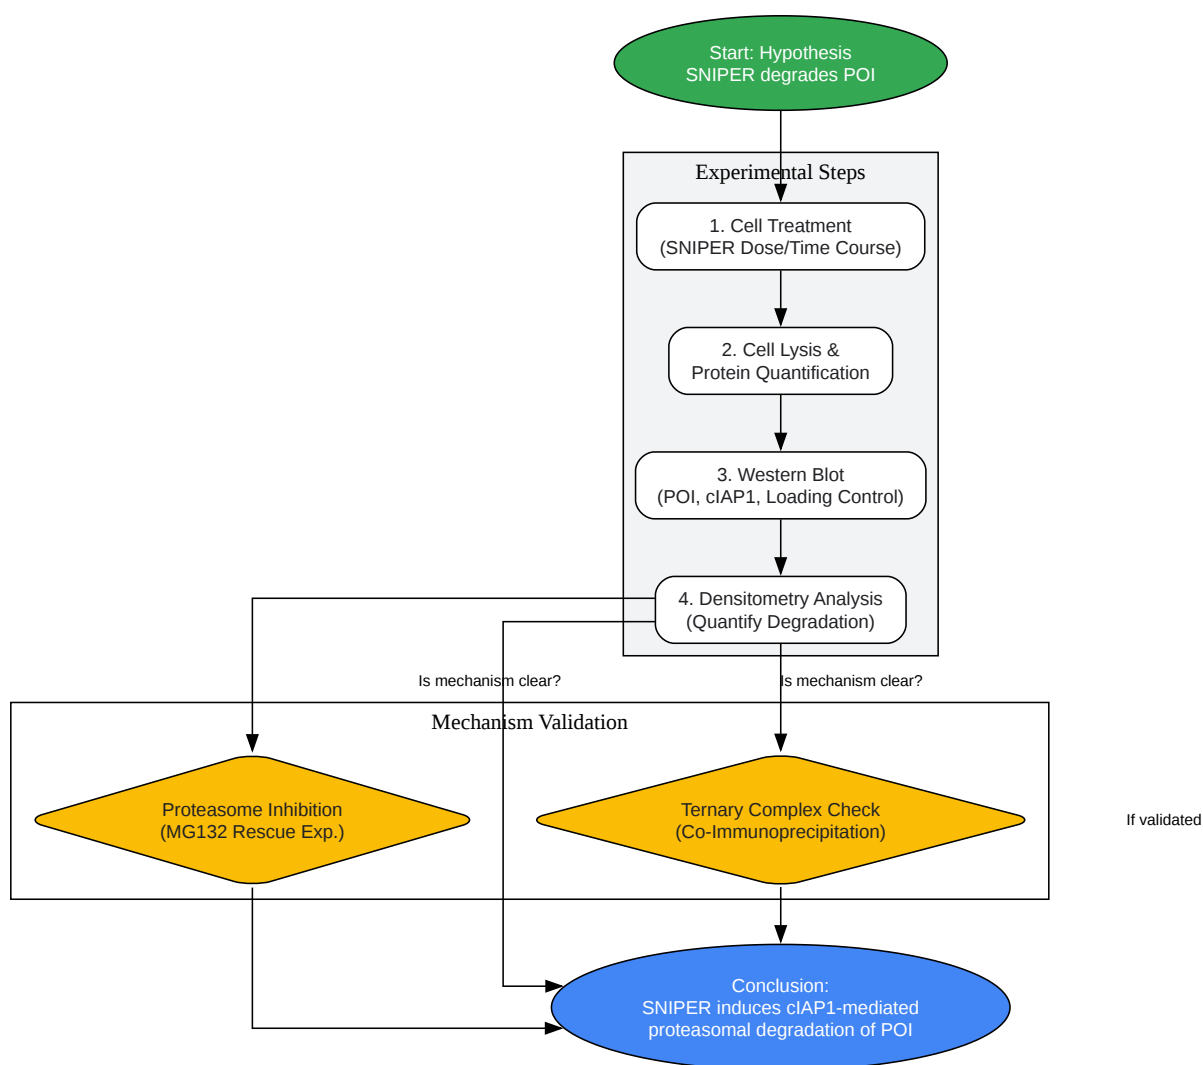 Start: Hypothesis
SNIPER degrades POI
Experimental Steps
1. Cell Treatment
(SNIPER Dose/Time Course)
2. Cell Lysis &
Protein Quantification
3. Western Blot
(POI, cIAP1, Loading Control)
4. Densitometry Analysis
(Quantify Degradation)
Is mechanism clear?
Is mechanism clear?
Mechanism Validation
Proteasome Inhibition
(MG132 Rescue Exp.)
Ternary Complex Check
(Co-Immunoprecipitation)
If validated
Conclusion:
SNIPER induces cIAP1-mediated
proteasomal degradation of POI